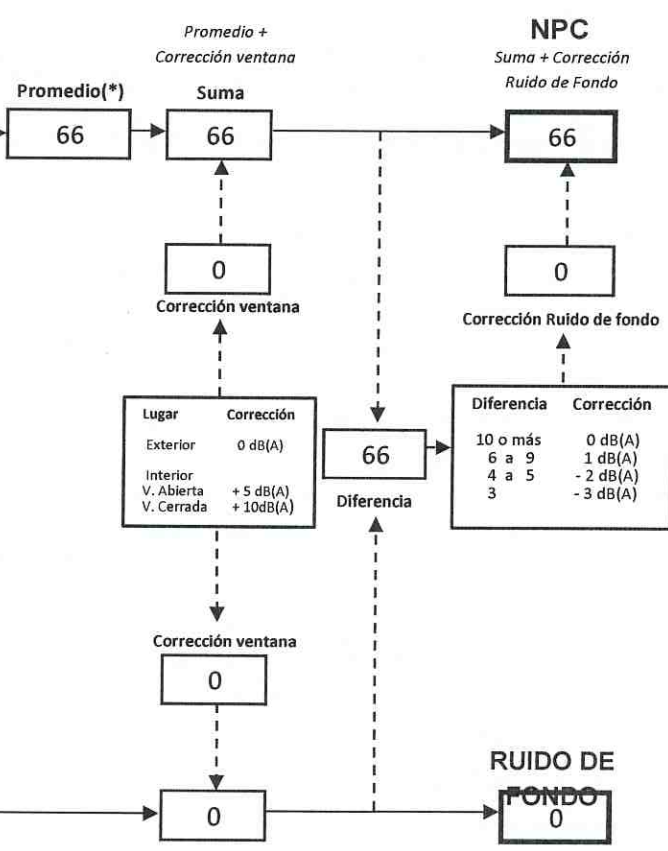 Promedio +
Corrección ventana
NPC
Suma + Corrección
Ruido de Fondo
Promedio(*)
Suma
66
66
66
0
0
Corrección ventana
Corrección Ruido de fondo
Lugar Corrección
Exterior 0 dB(A)
Interior
V. Abierta + 5 dB(A)
V. Cerrada + 10dB(A)
66
Diferencia
Diferencia Corrección
10 o más 0 dB(A)
6 a 9 1 dB(A)
4 a 5 - 2 dB(A)
3 - 3 dB(A)
Corrección ventana
0
RUIDO DE
FONDO
0
0